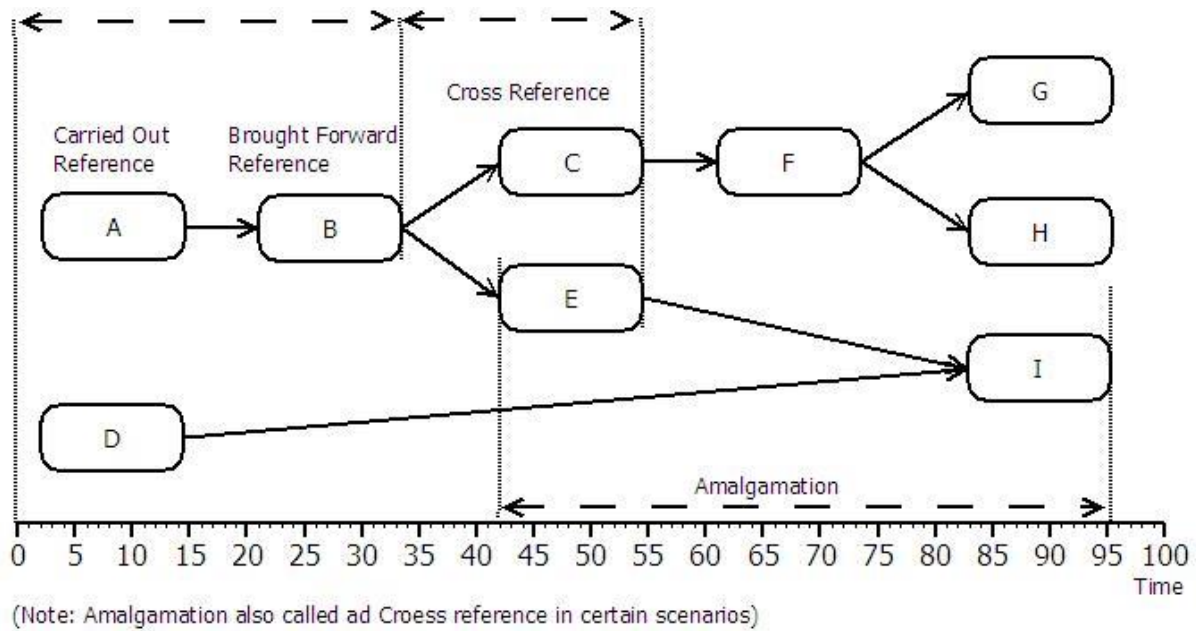 Cross Reference
G
Carried Out
Reference
Brought Forward
Reference
C
F
A
B
H
E
I
D
Amalgamation
0 5 10 15 20 25 30 35 40 45 50 55 60 65 70 75 80 85 90 95 100
Time
(Note: Amalgamation also called ad Croess reference in certain scenarios)